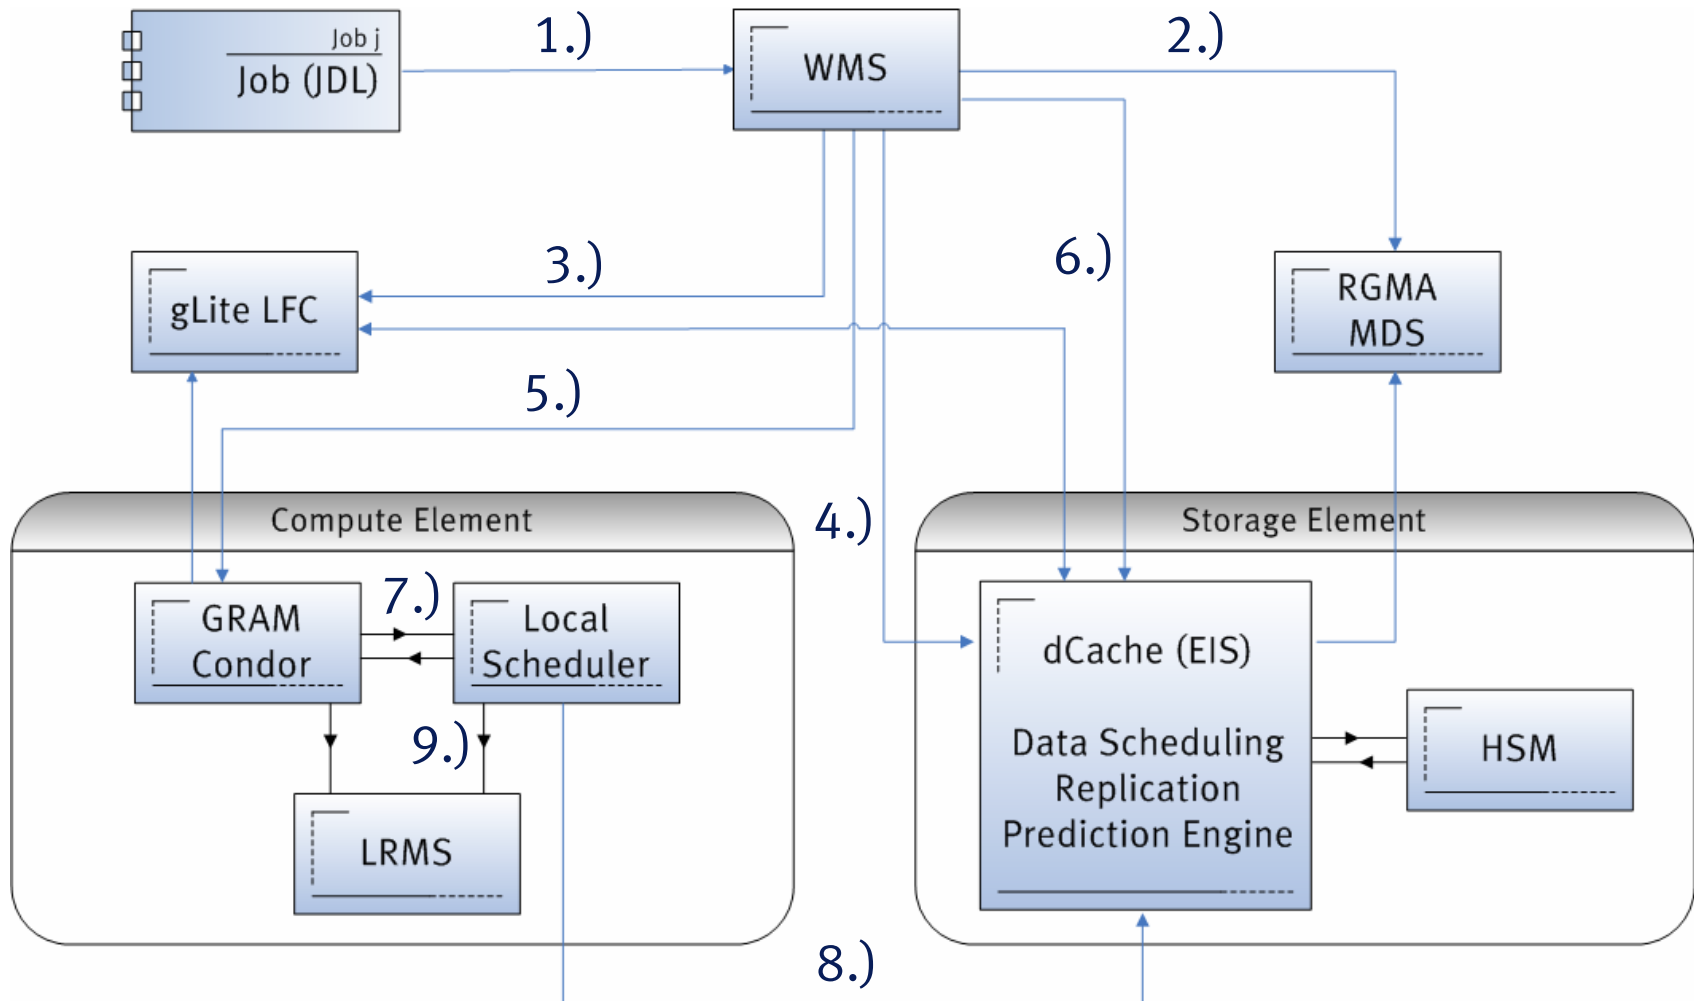 Job j
Job (JDL)
1.)
WMS
2.)
gLite LFC
3.)
6.)
RGMA
MDS
5.)
Compute Element
4.)
Storage Element
GRAM
Condor
7.)
Local
Scheduler
9.)
LRMS
dCache (EIS)
Data Scheduling
Replication
Prediction Engine
HSM
8.)